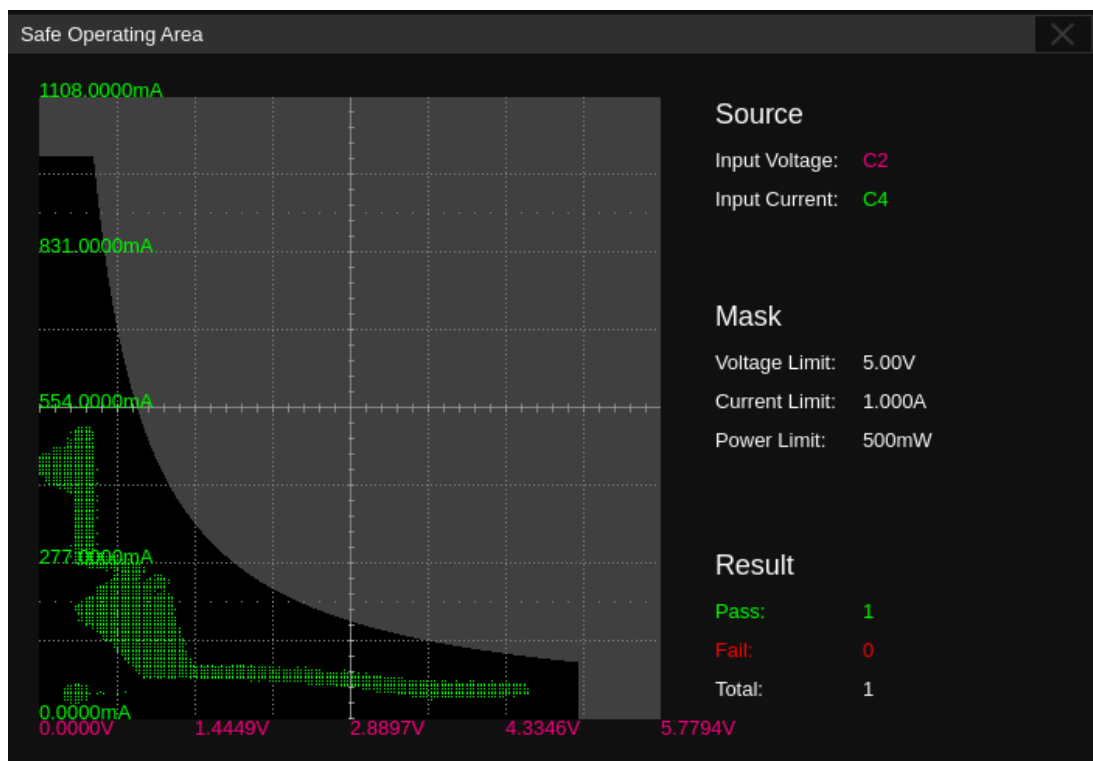 Safe Operating Area
1108.0000mA
831.0000mA
554.0000mA
277.0000mA
0.0000mA
0.0000V 1.4449V 2.8897V 4.3346V 5.7794V
Source
Input Voltage: C2
Input Current: C4
Mask
Voltage Limit: 5.00V
Current Limit: 1.000A
Power Limit: 500mW
Result
Pass: 1
Fail: 0
Total: 1